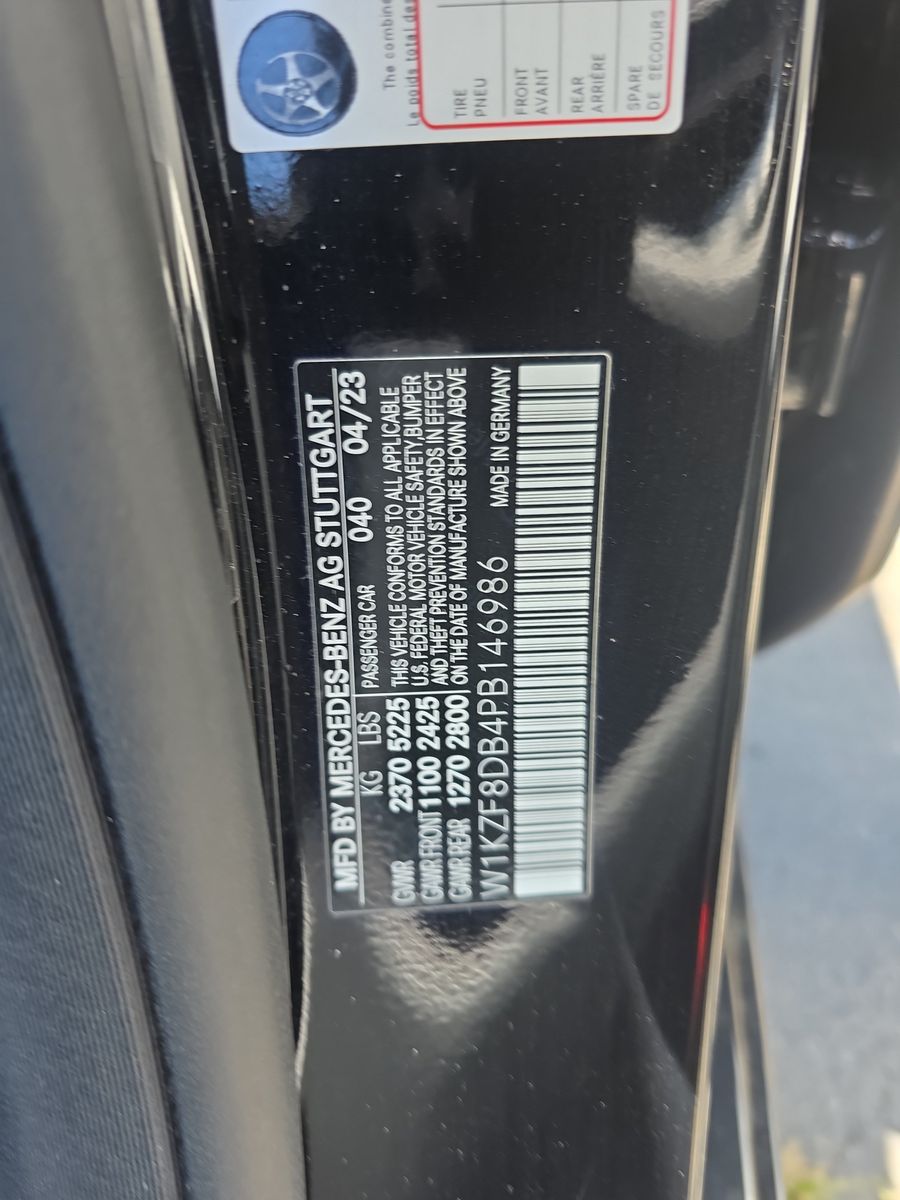 The combine
Le poids total des
TIRE
PNEU
FRONT
AVANT
REAR
ARRIÈRE
SPARE
DE SECOURS
MFD BY MERCEDES-BENZ AG STUTTGART
KG LBS PASSENGER CAR 040 04/23
GVWR 2370 5225 THIS VEHICLE CONFORMS TO ALL APPLICABLE
U.S. FEDERAL MOTOR VEHICLE SAFETY, BUMPER
GAWR FRONT 1100 2425 AND THEFT PREVENTION STANDARDS IN EFFECT
GAWR REAR 1270 2800 ON THE DATE OF MANUFACTURE SHOWN ABOVE
W1KZF8DB4PB146986 MADE IN GERMANY